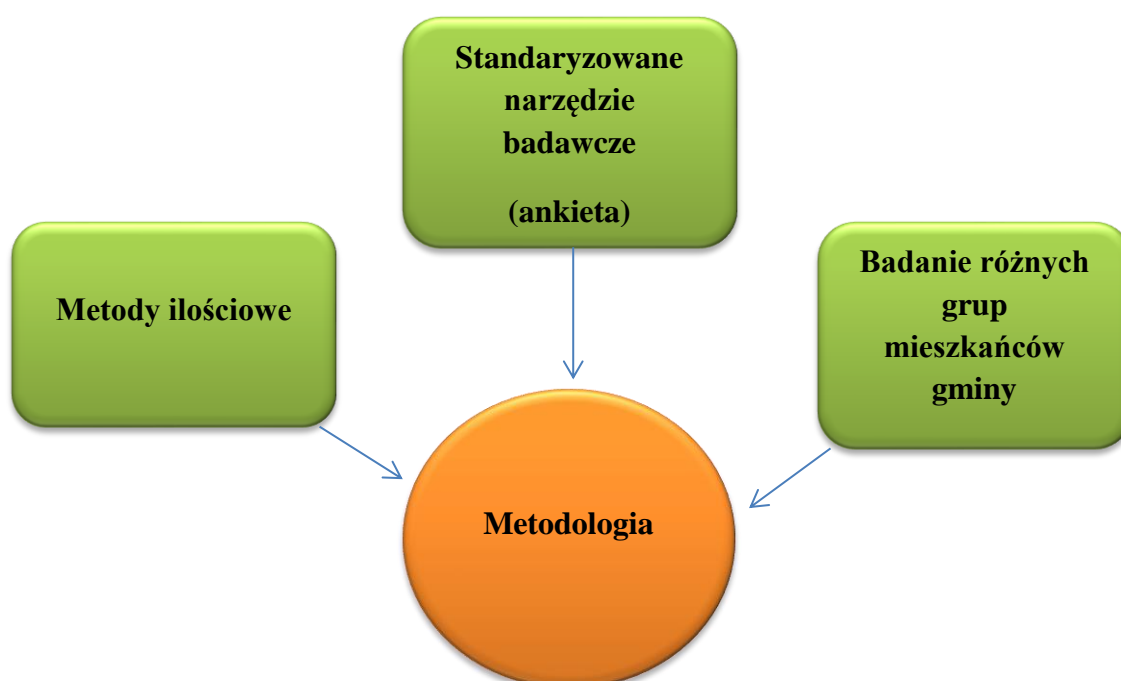 Standaryzowane
narzędzie
badawcze
(ankieta)
Metody ilościowe
Badanie różnych
grup
mieszkańców
gminy
Metodologia